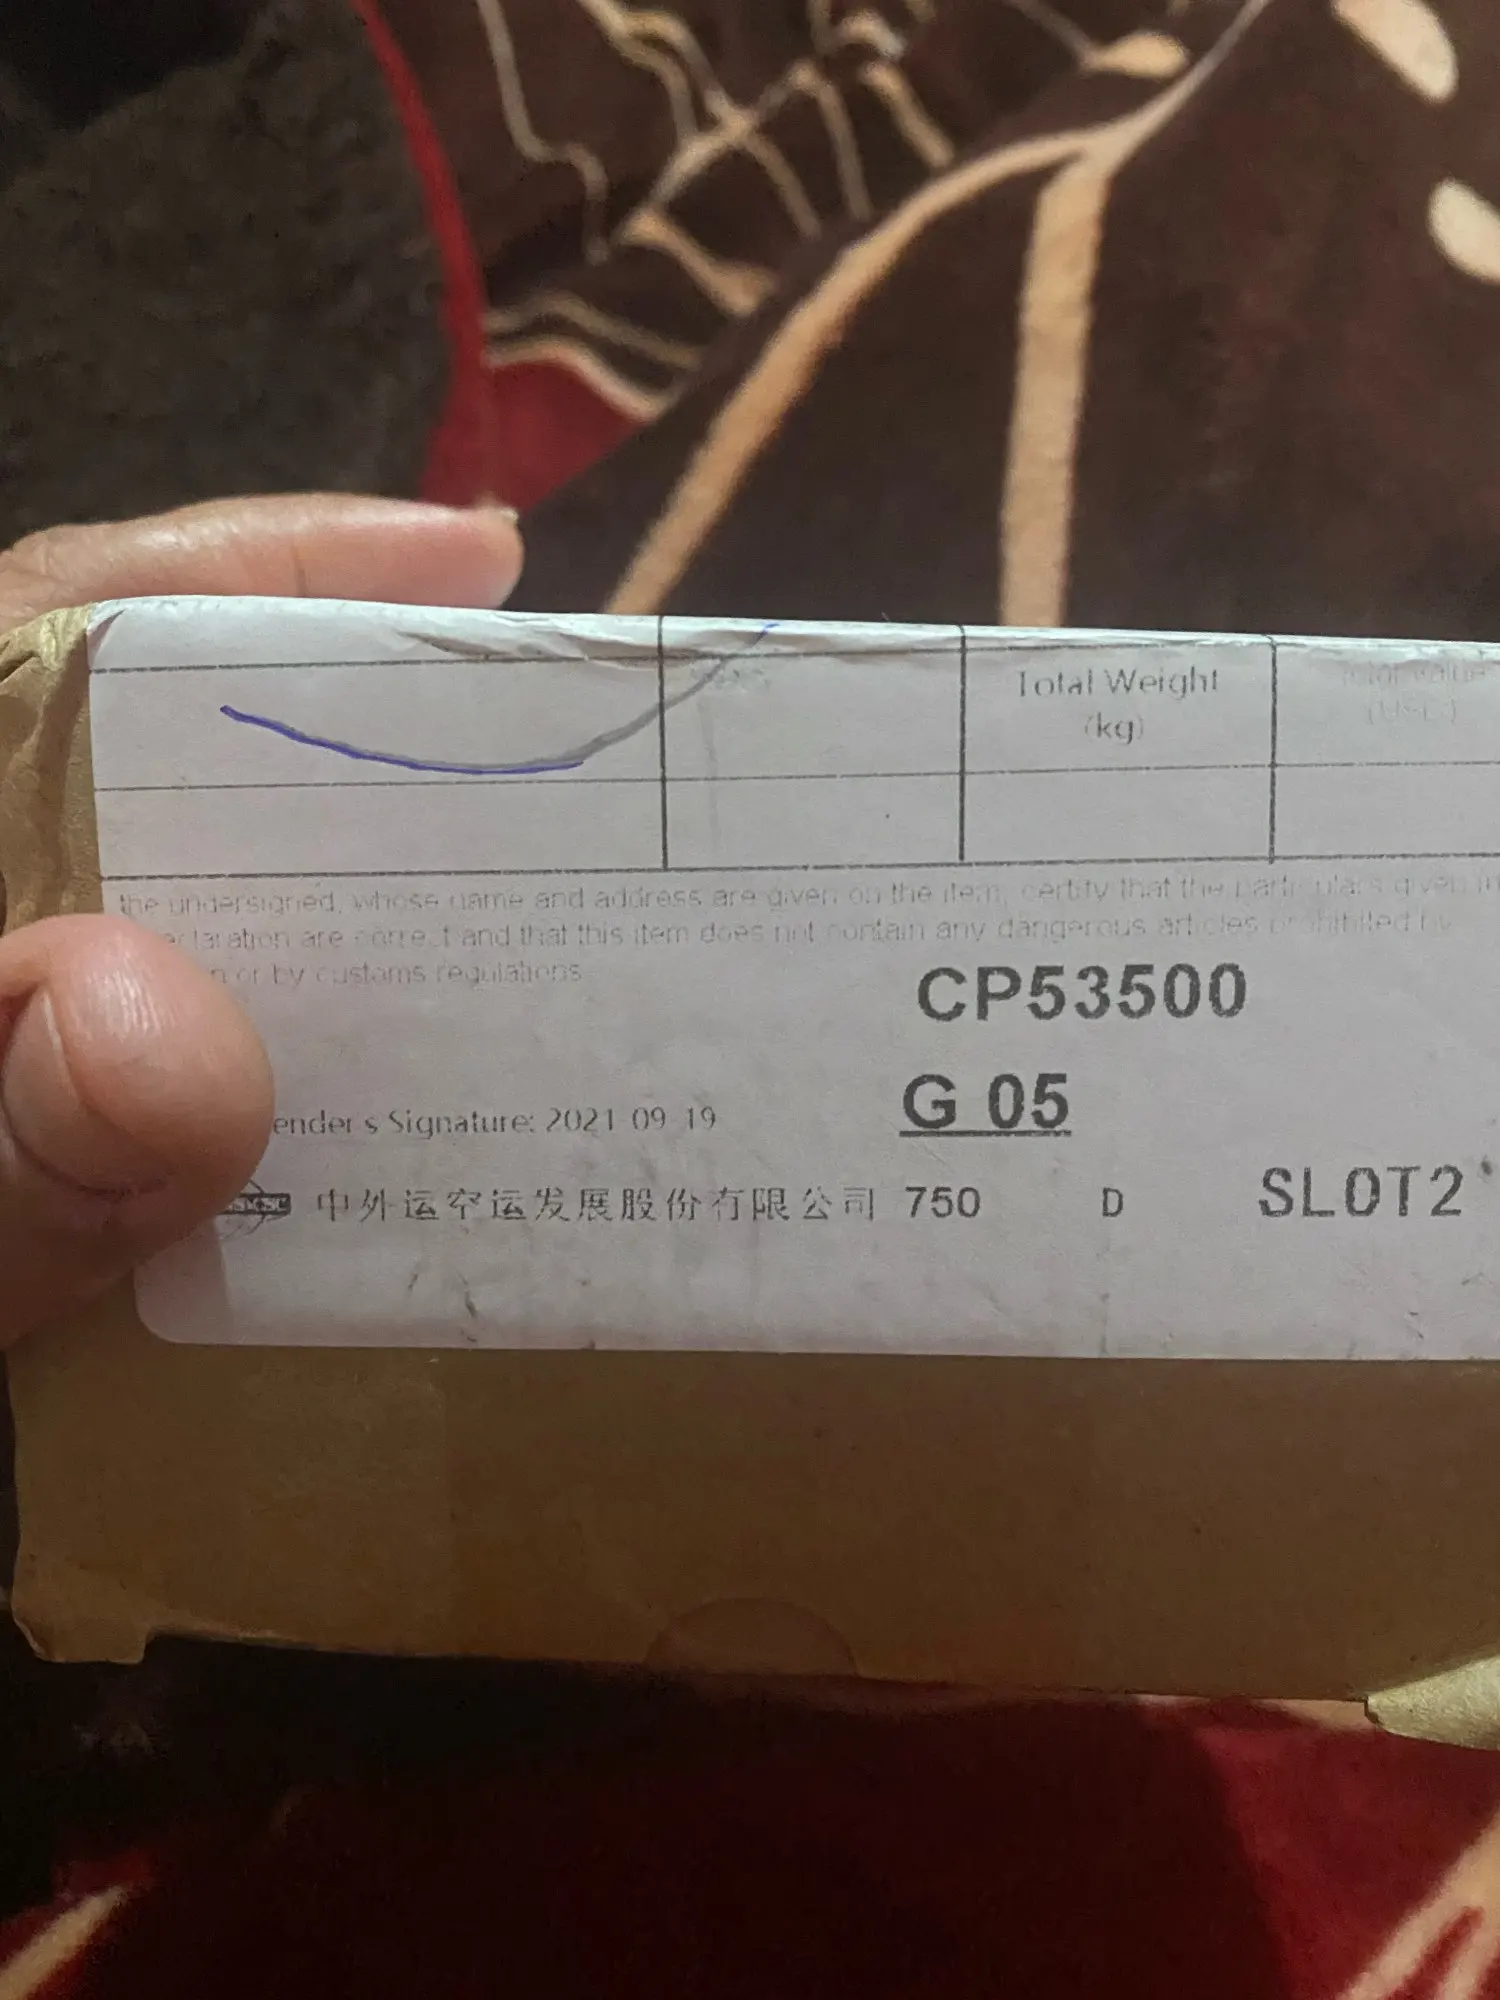 Total Weight
(kg)
the undersigned, whose name and address are given on the item, certify that the particulars given in
are correct and that this item does not contain any dangerous articles prohibited by
or by customs regulations
CP53500
G 05
ender s Signature: 2021 09 19
中外运空运发展股份有限公司 750 D SLOT2